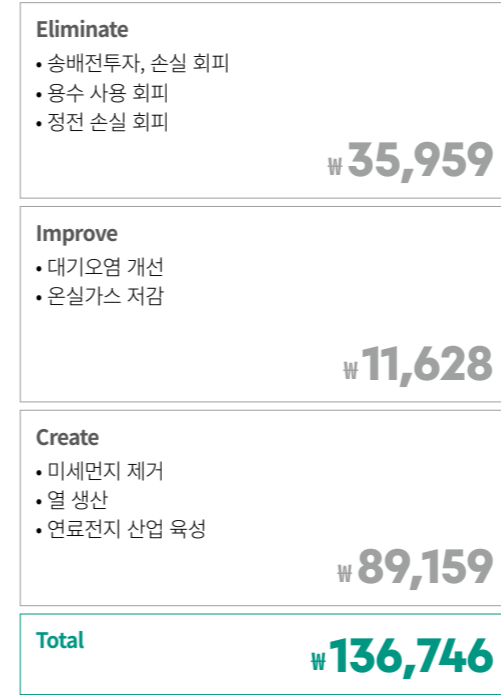 Eliminate
• 송배전투자, 손실 회피
• 용수 사용 회피
• 정전 손실 회피
₩35,959
Improve
• 대기오염 개선
• 온실가스 저감
₩11,628
Create
• 미세먼지 제거
• 열 생산
• 연료전지 산업 육성
₩89,159
Total
₩136,746